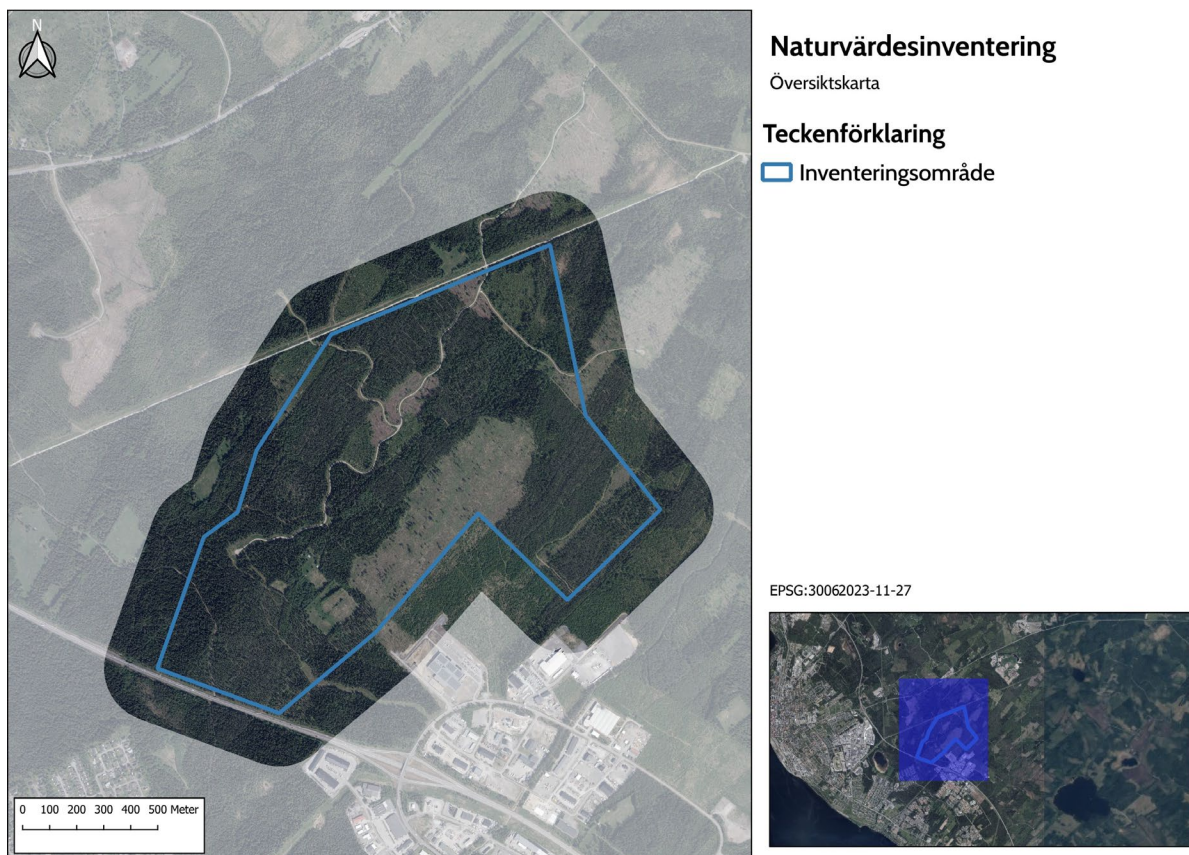 N
Naturvärdesinventering
Översiktskarta
Teckenförklaring
Inventeringsområde
EPSG:30062023-11-27
0 100 200 300 400 500 Meter